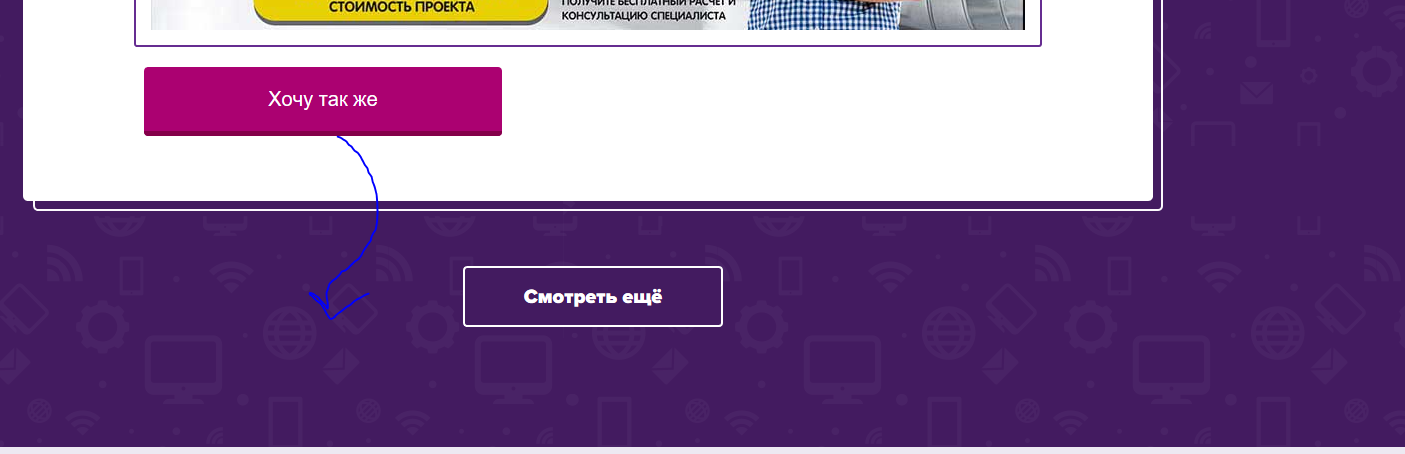 СТОИМОСТЬ ПРОЕКТА
ПОЛУЧИТЕ БЕСПЛАТНЫЙ РАСЧЕТ И
КОНСУЛЬТАЦИЮ СПЕЦИАЛИСТА
Хочу так же
Смотреть ещё